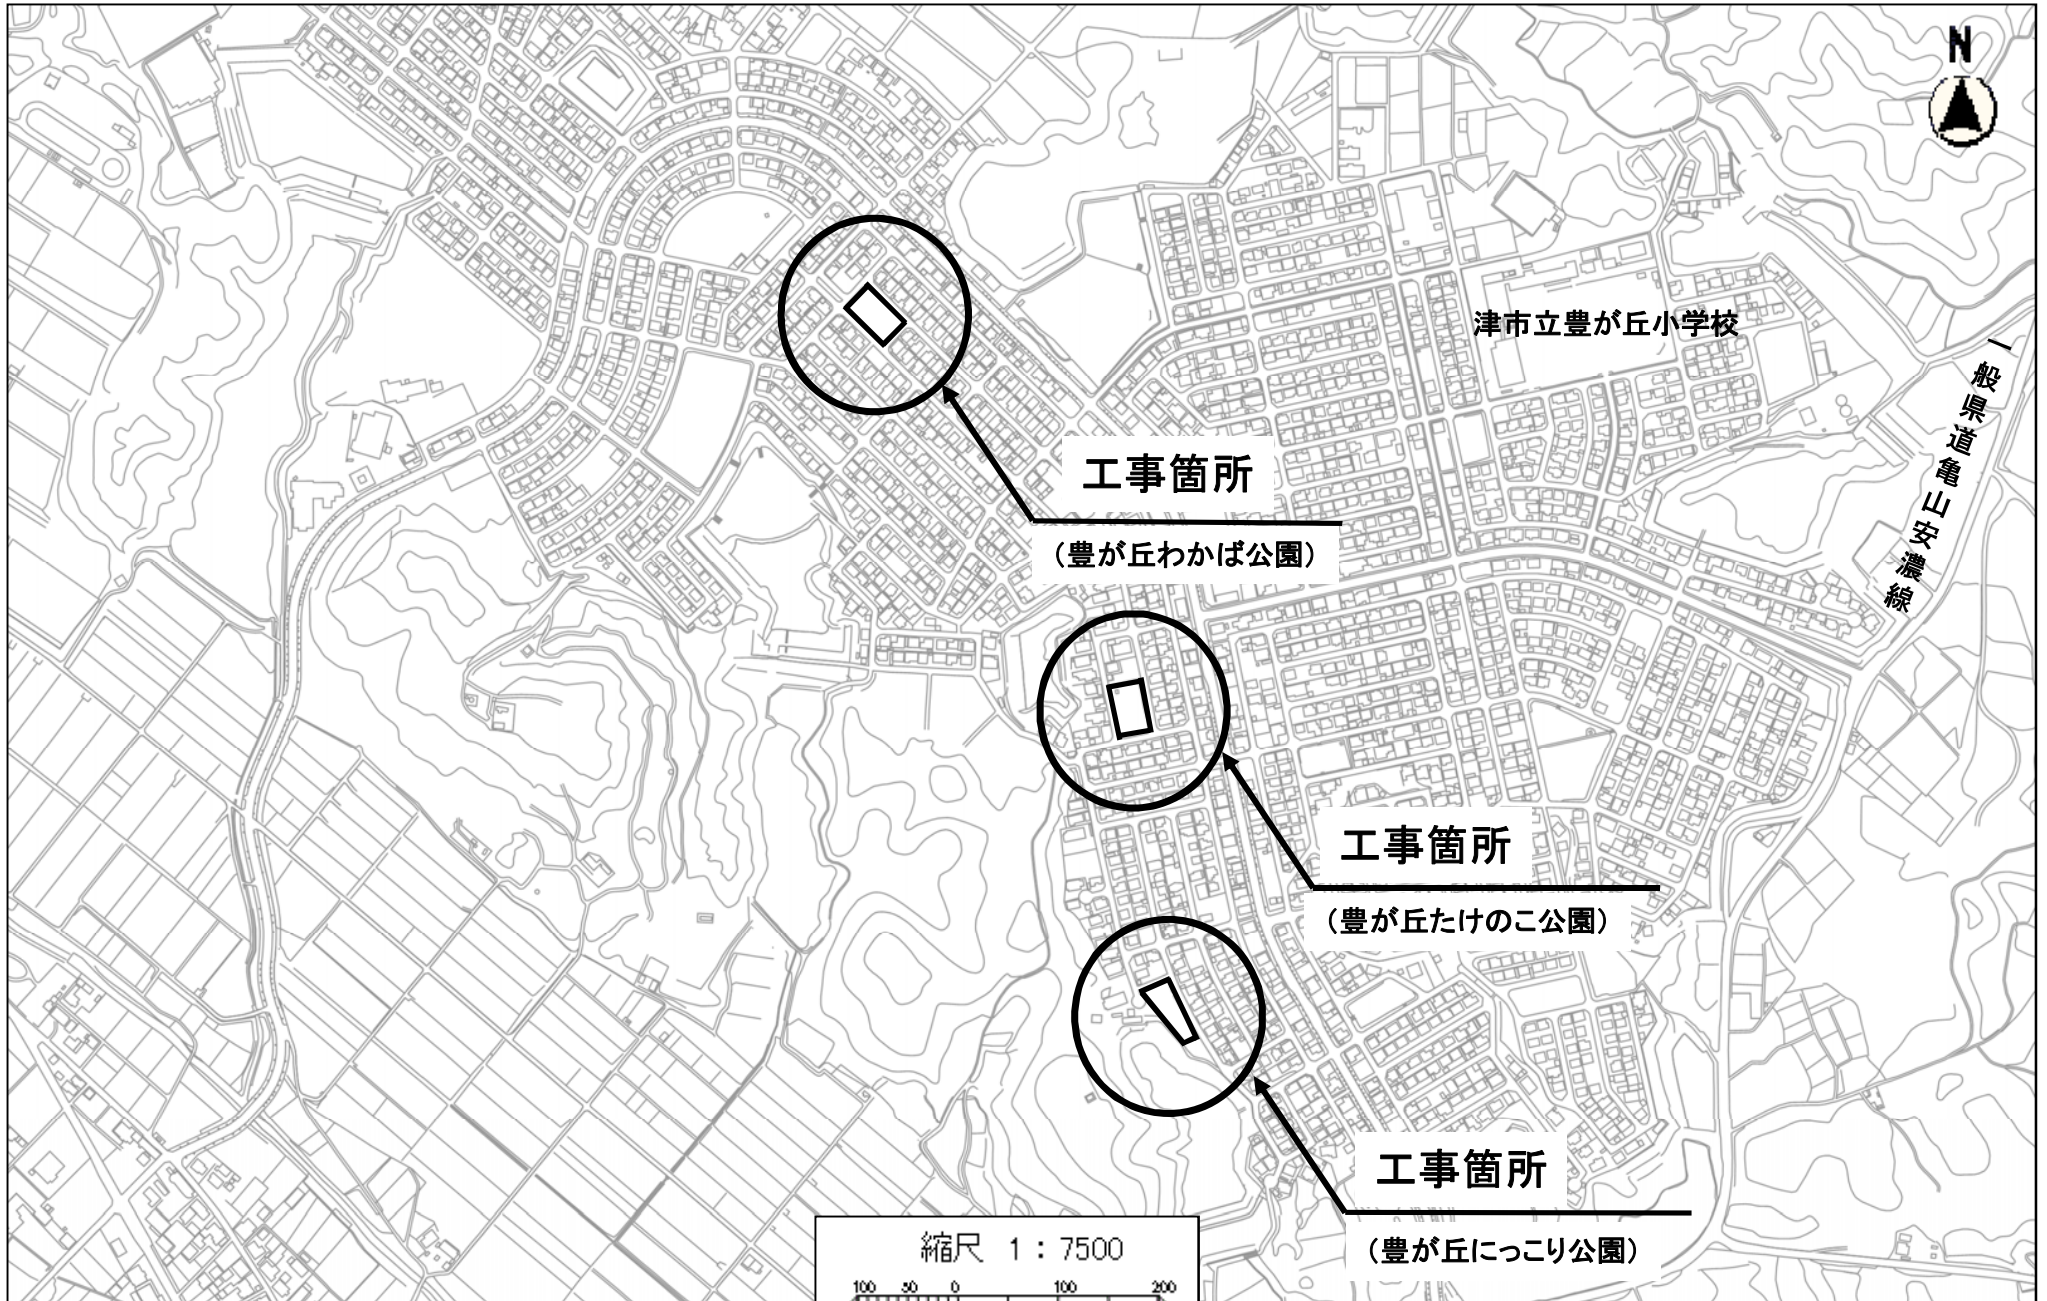 N
津市立豊が丘小学校
一般県道亀山安濃線
工事箇所
（豊が丘わかば公園）
工事箇所
（豊が丘たけのこ公園）
工事箇所
（豊が丘にっこり公園）
縮尺 1：7500
100 50 0 100 200